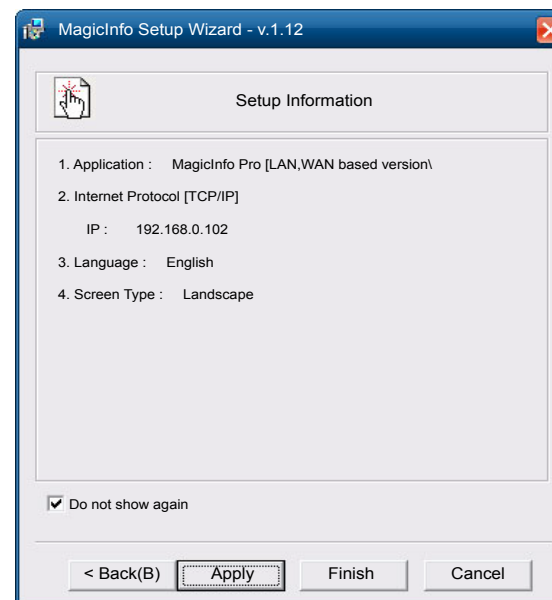 MagicInfo Setup Wizard - v.1.12
Setup Information
1. Application : MagicInfo Pro [LAN,WAN based version\
2. Internet Protocol [TCP/IP]
IP : 192.168.0.102
3. Language : English
4. Screen Type : Landscape
Do not show again
< Back(B) Apply Finish Cancel